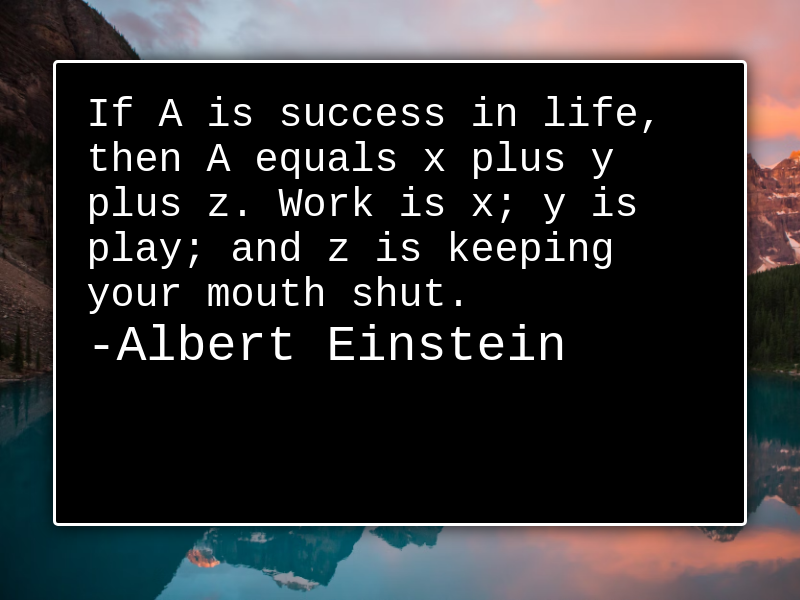 If A is success in life,
then A equals x plus y
plus z. Work is x; y is
play; and z is keeping
your mouth shut.
-Albert Einstein